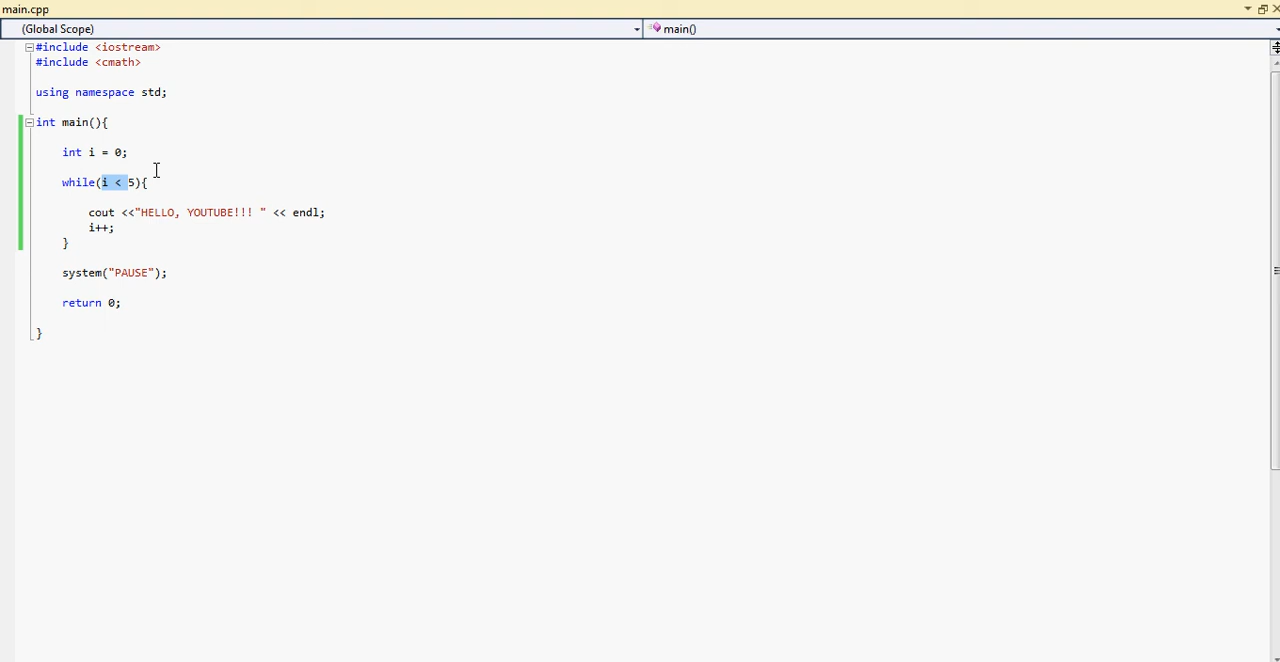 main.cpp
(Global Scope) main()
#include <iostream>
#include <cmath>
using namespace std;
int main(){
int i = 0;
while(i < 5){
cout <<"HELLO, YOUTUBE!!! " << endl;
i++;
}
system("PAUSE");
return 0;
}